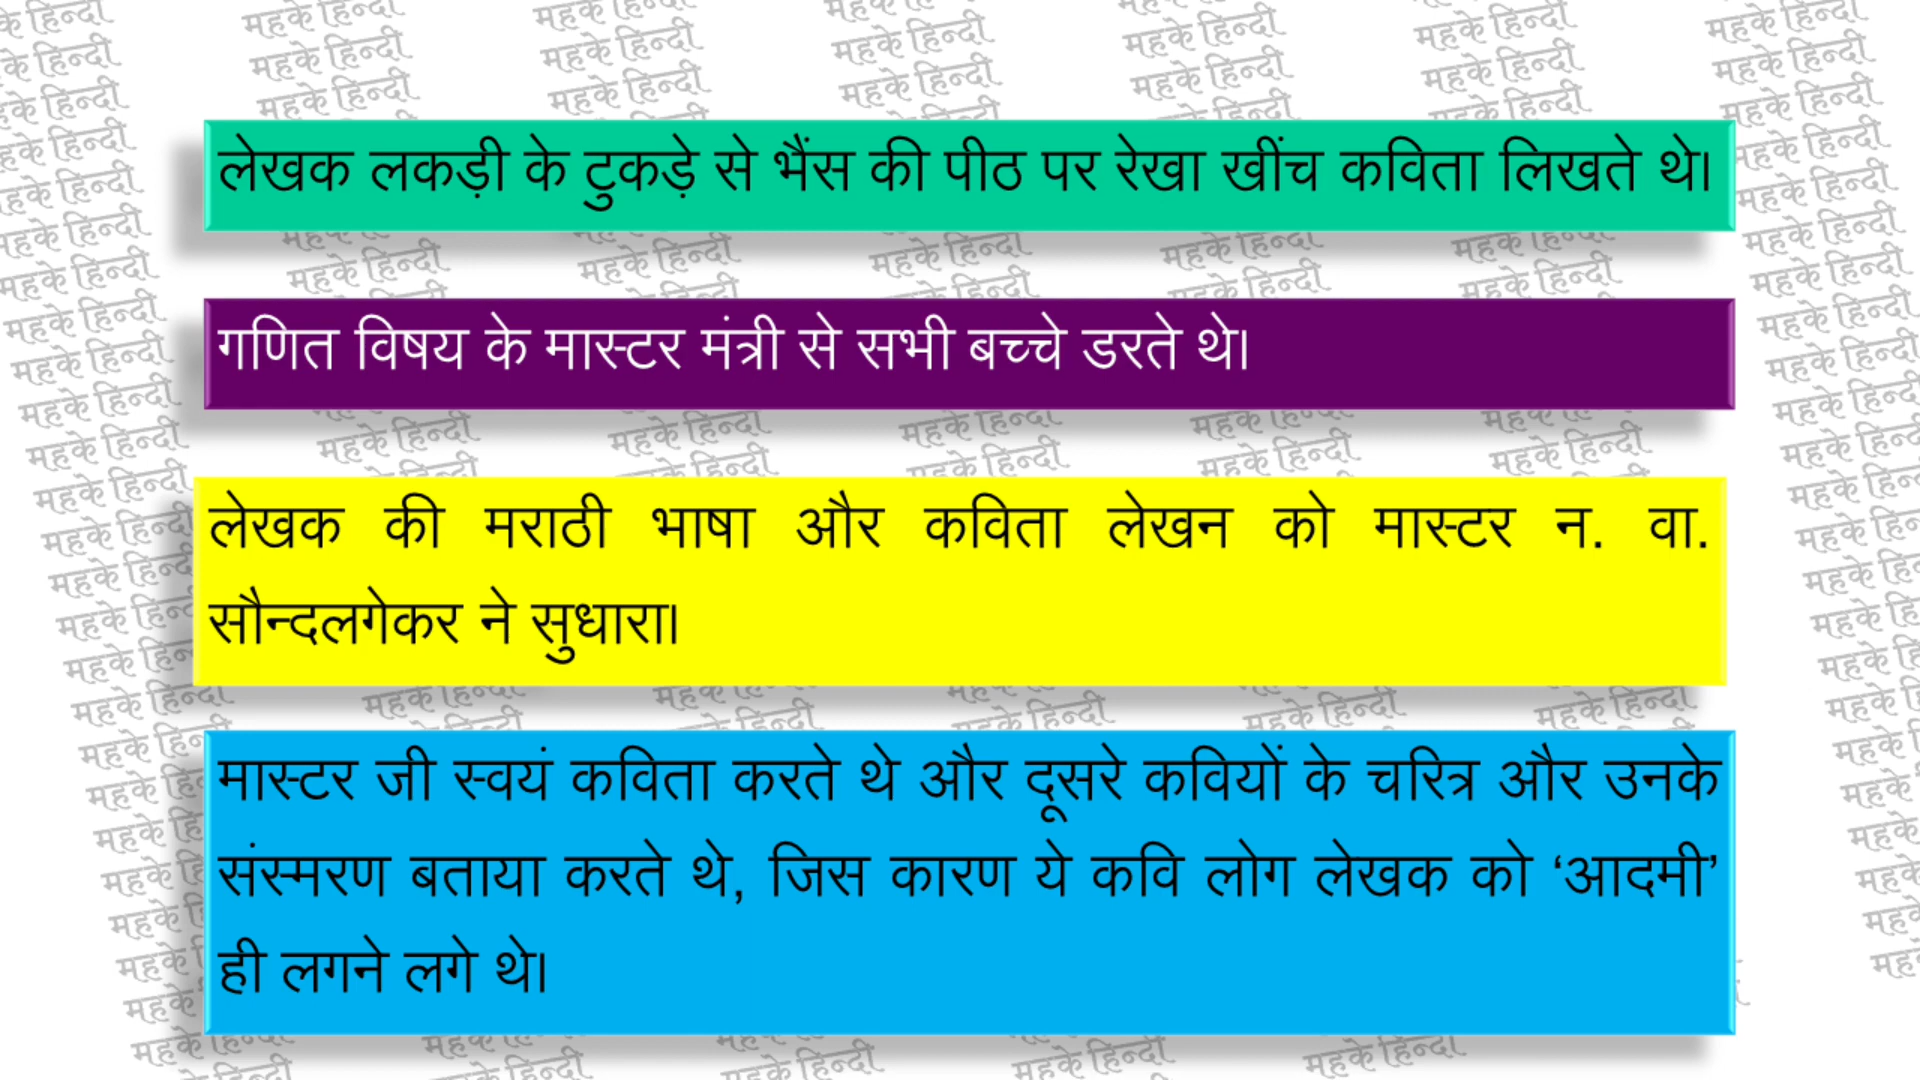 लेखक लकड़ी के टुकड़े से भैंस की पीठ पर रेखा खींच कविता लिखते थे।
गणित विषय के मास्टर मंत्री से सभी बच्चे डरते थे।
लेखक की मराठी भाषा और कविता लेखन को मास्टर न. वा.
सौन्दलगेकर ने सुधारा।
मास्टर जी स्वयं कविता करते थे और दूसरे कवियों के चरित्र और उनके
संस्मरण बताया करते थे, जिस कारण ये कवि लोग लेखक को ‘आदमी’
ही लगने लगे थे।
महके हिन्दी